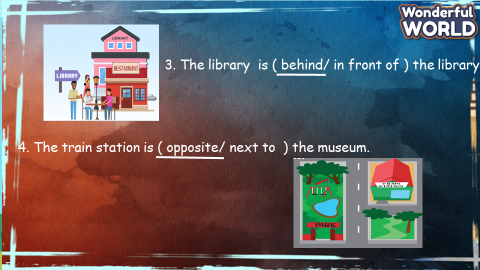 Wonderful
WORLD
LIBRARY
RESTAURANT
LIBRARY
3. The library is ( behind/ in front of ) the library
4. The train station is ( opposite/ next to ) the museum.
PARK